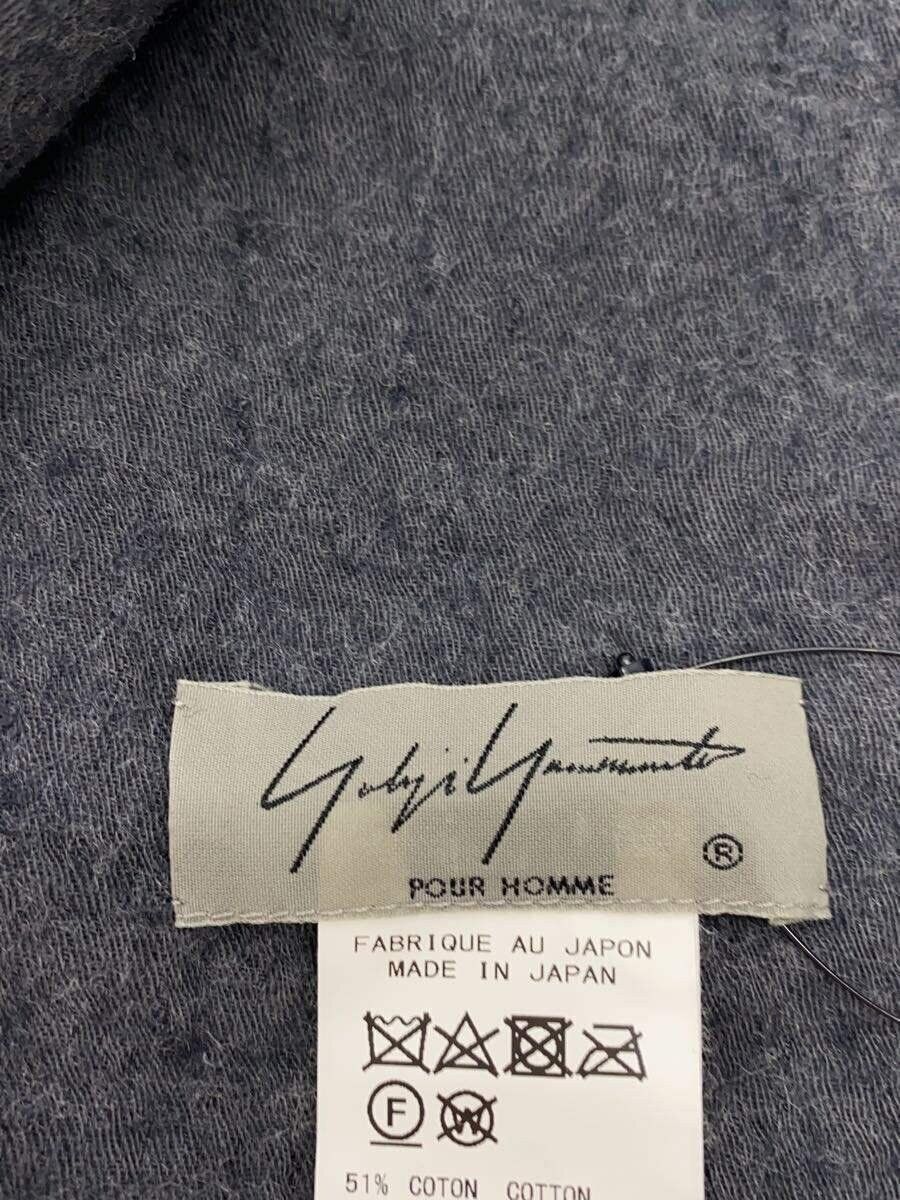 Yohji Yamamoto
®
POUR HOMME
FABRIQUE AU JAPON
MADE IN JAPAN
F
W
51% COTON COTTON